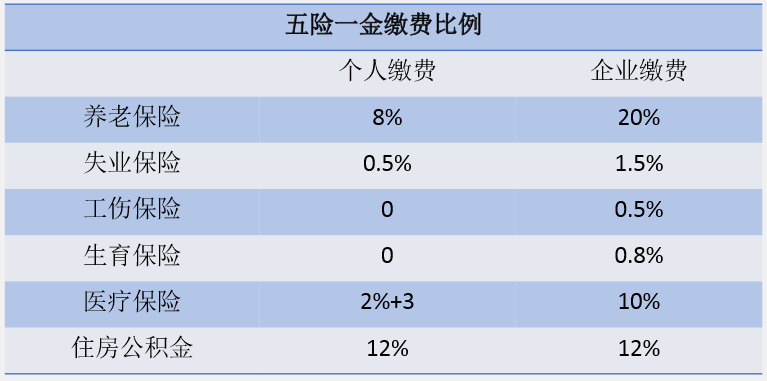 五险一金缴费比例
个人缴费 企业缴费
养老保险 8% 20%
失业保险 0.5% 1.5%
工伤保险 0 0.5%
生育保险 0 0.8%
医疗保险 2%+3 10%
住房公积金 12% 12%